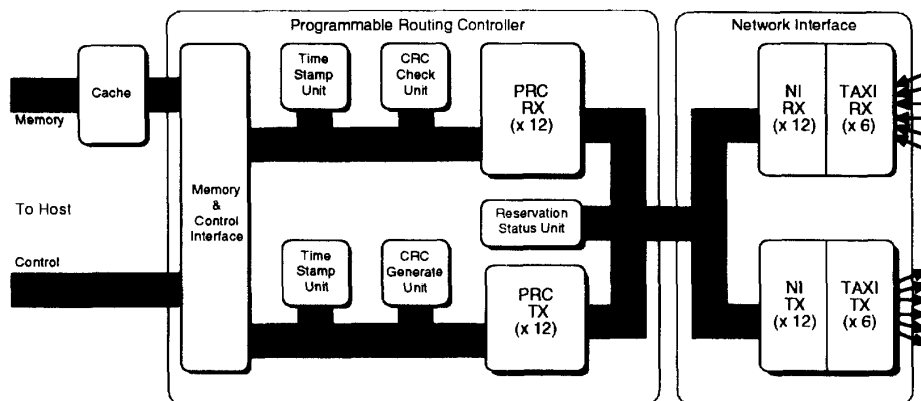 Programmable Routing Controller
Network Interface
Cache
Memory
To Host
Control
Memory
&
Control
Interface
Time
Stamp
Unit
CRC
Check
Unit
PRC
RX
(x 12)
Reservation
Status Unit
Time
Stamp
Unit
CRC
Generate
Unit
PRC
TX
(x 12)
NI
RX
(x 12)
TAXI
RX
(x 6)
NI
TX
(x 12)
TAXI
TX
(x 6)